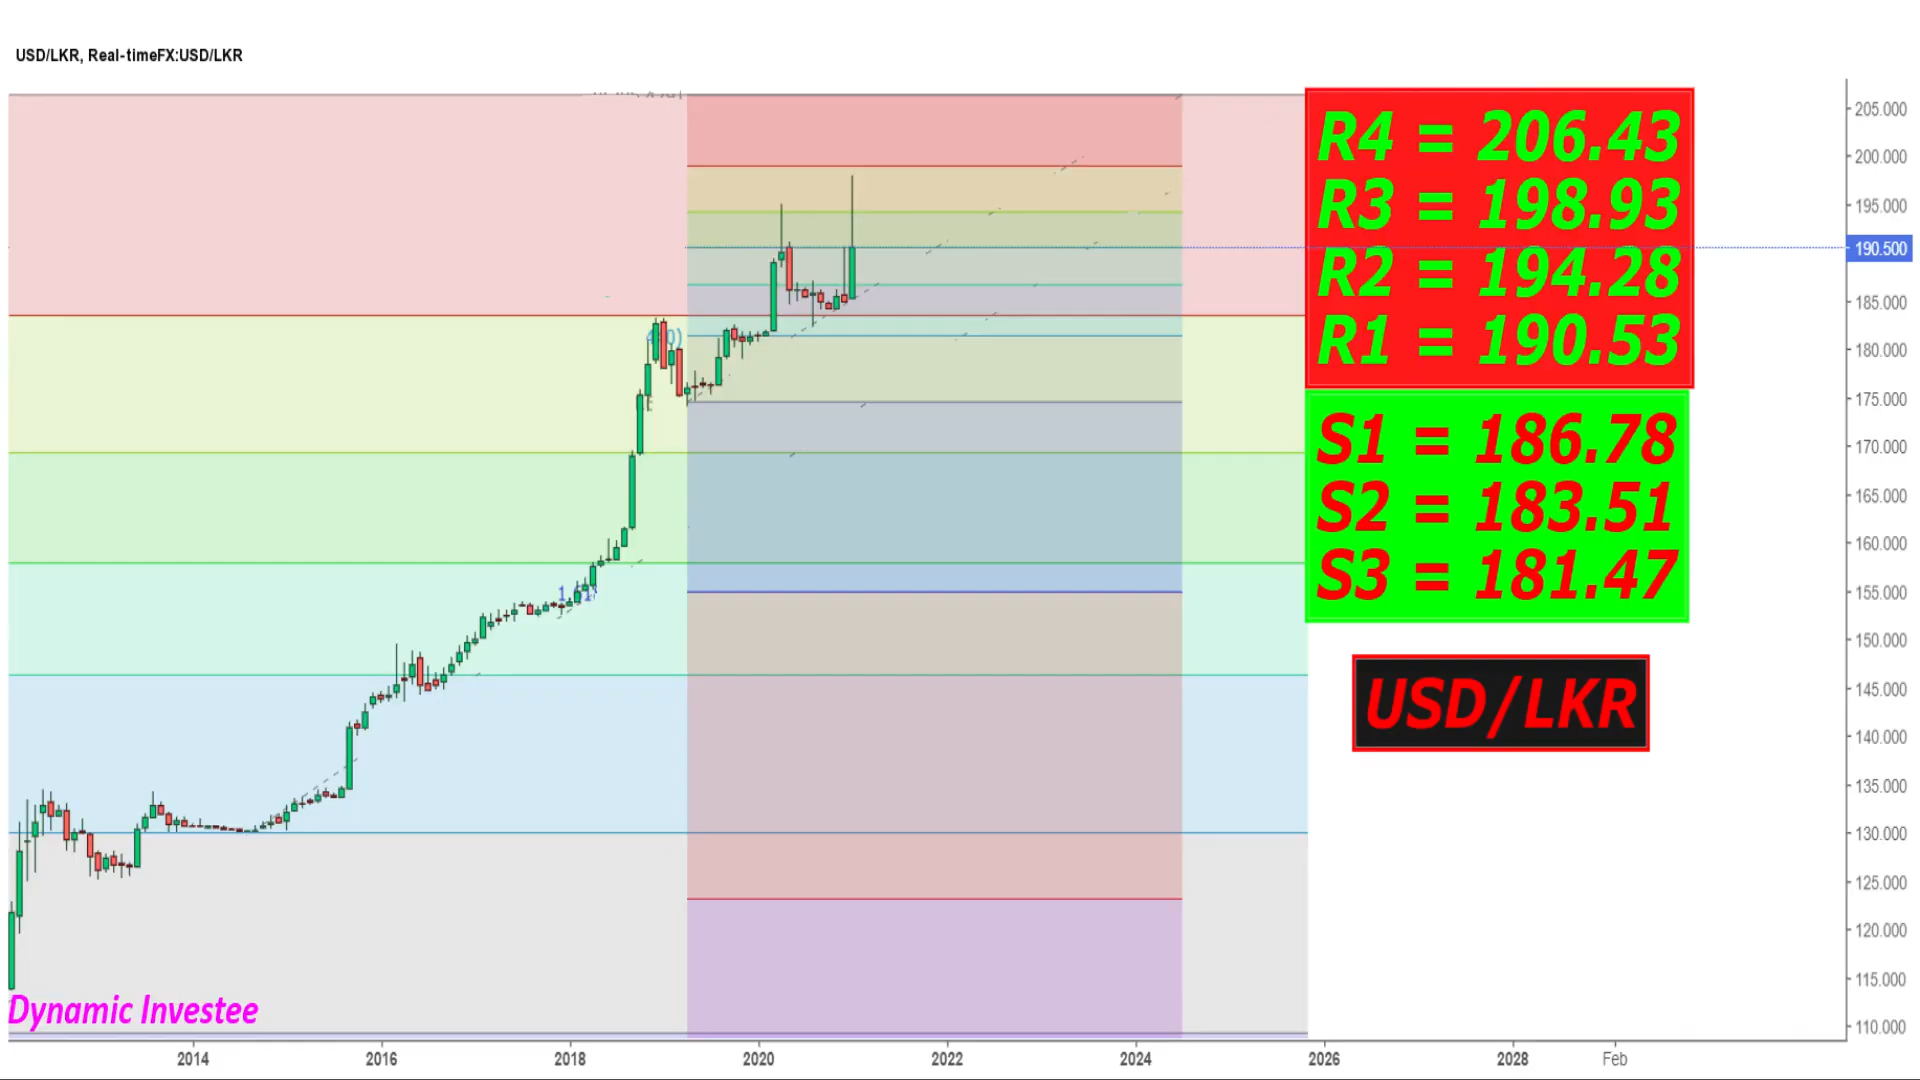 USD/LKR, Real-timeFX:USD/LKR
R4 = 206.43
R3 = 198.93
R2 = 194.28
R1 = 190.53
S1 = 186.78
S2 = 183.51
S3 = 181.47
USD/LKR
205.000
200.000
195.000
190.500
185.000
180.000
175.000
170.000
165.000
160.000
155.000
150.000
145.000
140.000
135.000
130.000
125.000
120.000
115.000
110.000
Dynamic Investee
2014 2016 2018 2020 2022 2024 2026 2028 Feb